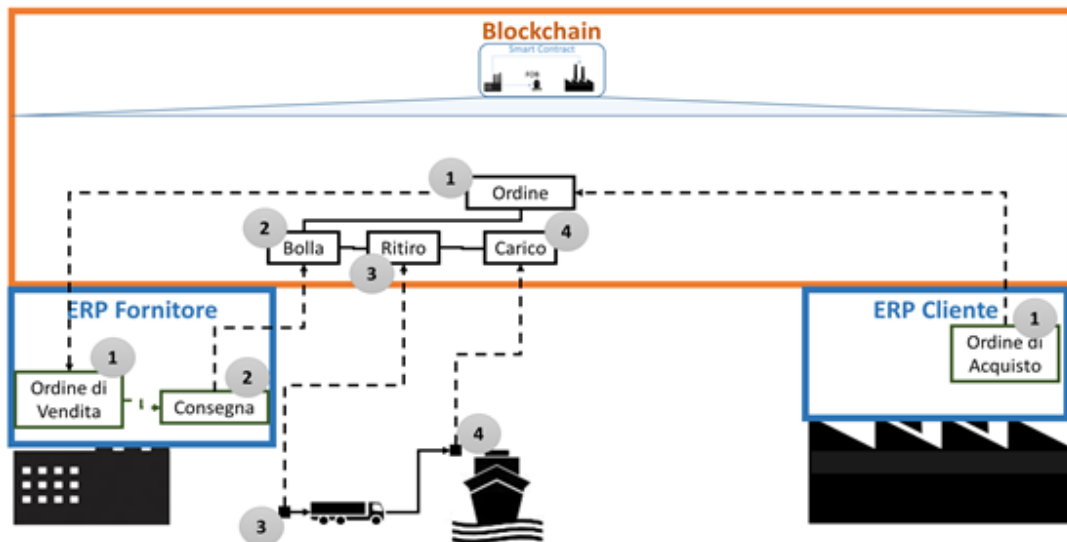 Blockchain
Smart Contract
FOB
1
Ordine
2
Bolla
Ritiro
3
Carico
4
ERP Fornitore
ERP Cliente
1
Ordine di
Vendita
2
Consegna
1
Ordine di
Acquisto
3
4